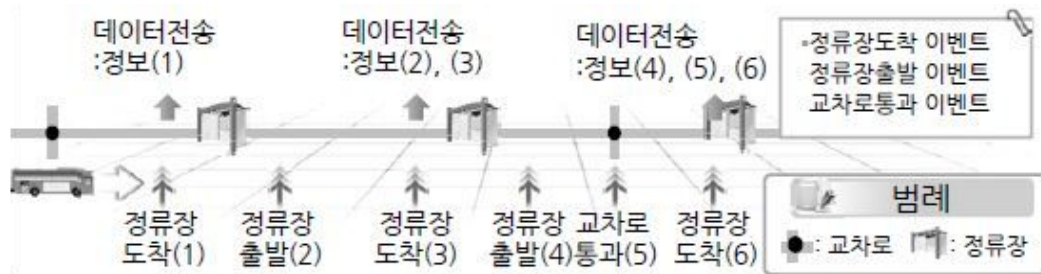 데이터전송
:정보(1)
데이터전송
:정보(2), (3)
데이터전송
:정보(4), (5), (6)
정류장도착 이벤트
정류장출발 이벤트
교차로통과 이벤트
정류장
도착(1)
정류장
출발(2)
정류장
도착(3)
정류장
출발(4)
교차로
통과(5)
정류장
도착(6)
범례
: 교차로
: 정류장